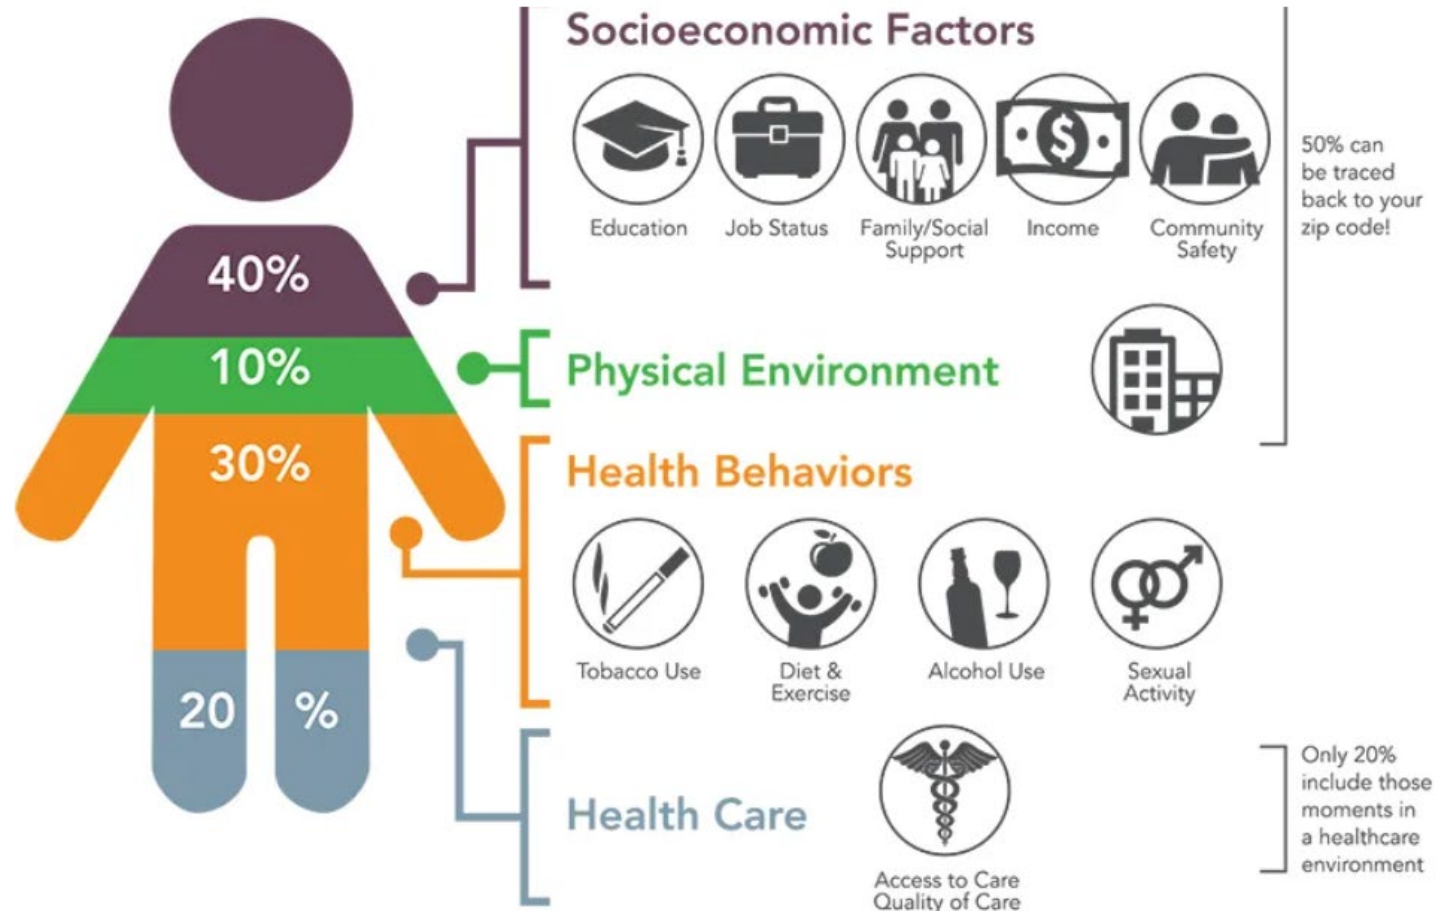 Socioeconomic Factors
Education
Job Status
Family/Social
Support
Income
Community
Safety
50% can
be traced
back to your
zip code!
40%
10%
Physical Environment
30%
Health Behaviors
Tobacco Use
Diet &
Exercise
Alcohol Use
Sexual
Activity
20 %
Health Care
Access to Care
Quality of Care
Only 20%
include those
moments in
a healthcare
environment